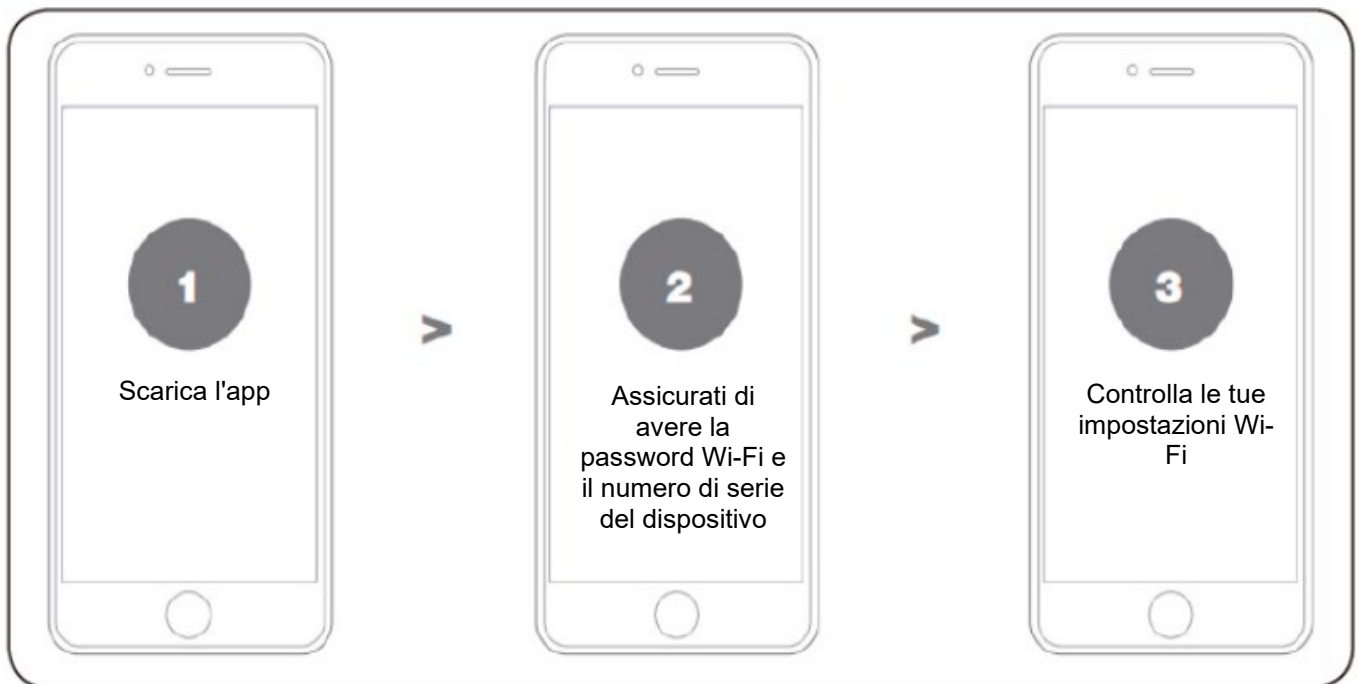 1
Scarica l'app
>
2
Assicurati di
avere la
password Wi-Fi e
il numero di serie
del dispositivo
>
3
Controlla le tue
impostazioni Wi-
Fi